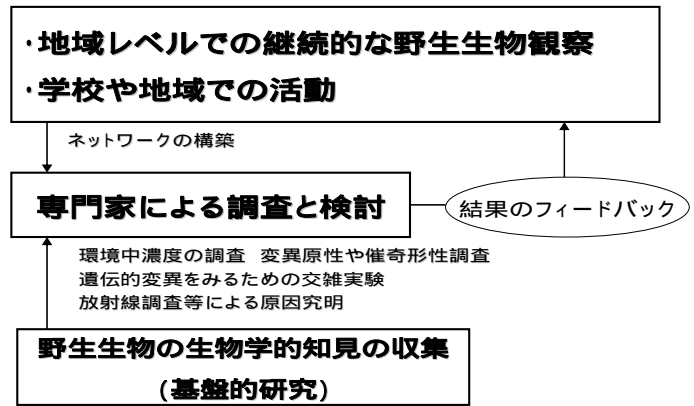 ・地域レベルでの継続的な野生生物観察
・学校や地域での活動
ネットワークの構築
専門家による調査と検討
結果のフィードバック
環境中濃度の調査 変異原性や催奇形性調査
遺伝的変異をみるための交雑実験
放射線調査等による原因究明
野生生物の生物学的知見の収集
(基盤的研究)